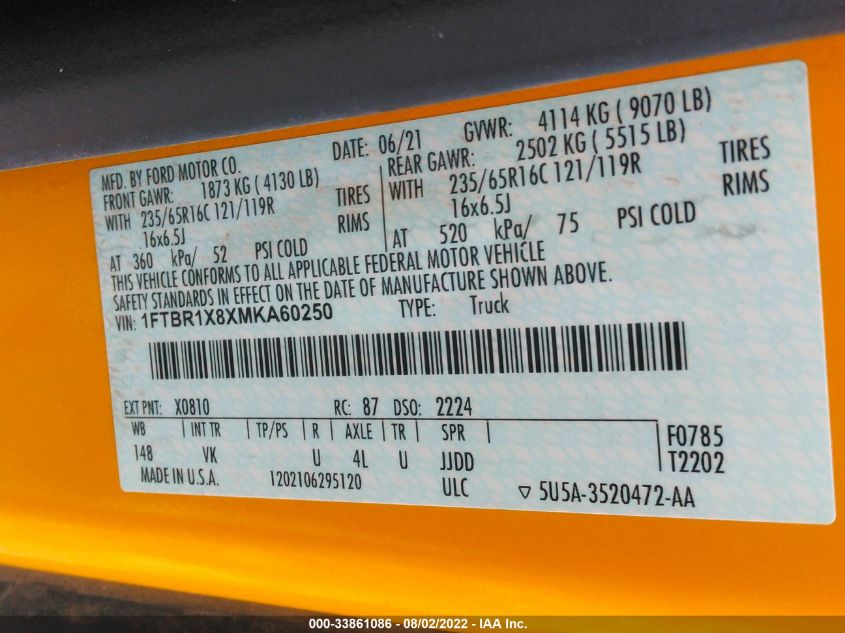 MFD. BY FORD MOTOR CO.
DATE: 06/21 GVWR: 4114 KG ( 9070 LB)
FRONT GAWR: 1873 KG ( 4130 LB)
WITH 235/65R16C 121/119R TIRES
16x6.5J RIMS
AT 360 kPa/ 52 PSI COLD
REAR GAWR: 2502 KG ( 5515 LB)
WITH 235/65R16C 121/119R TIRES
16x6.5J RIMS
AT 520 kPa/ 75 PSI COLD
THIS VEHICLE CONFORMS TO ALL APPLICABLE FEDERAL MOTOR VEHICLE
SAFETY STANDARDS IN EFFECT ON THE DATE OF MANUFACTURE SHOWN ABOVE.
VIN: 1FTBR1X8XMKA60250 TYPE: Truck
EXT PNT: X0810 RC: 87 DSO: 2224
WB INT TR TP/PS R AXLE TR SPR F0785
148 VK U 4L U JJDD T2202
MADE IN U.S.A. 1202106295120 ULC ▽ 5U5A-3520472-AA
000-33861086 - 08/02/2022 - IAA Inc.